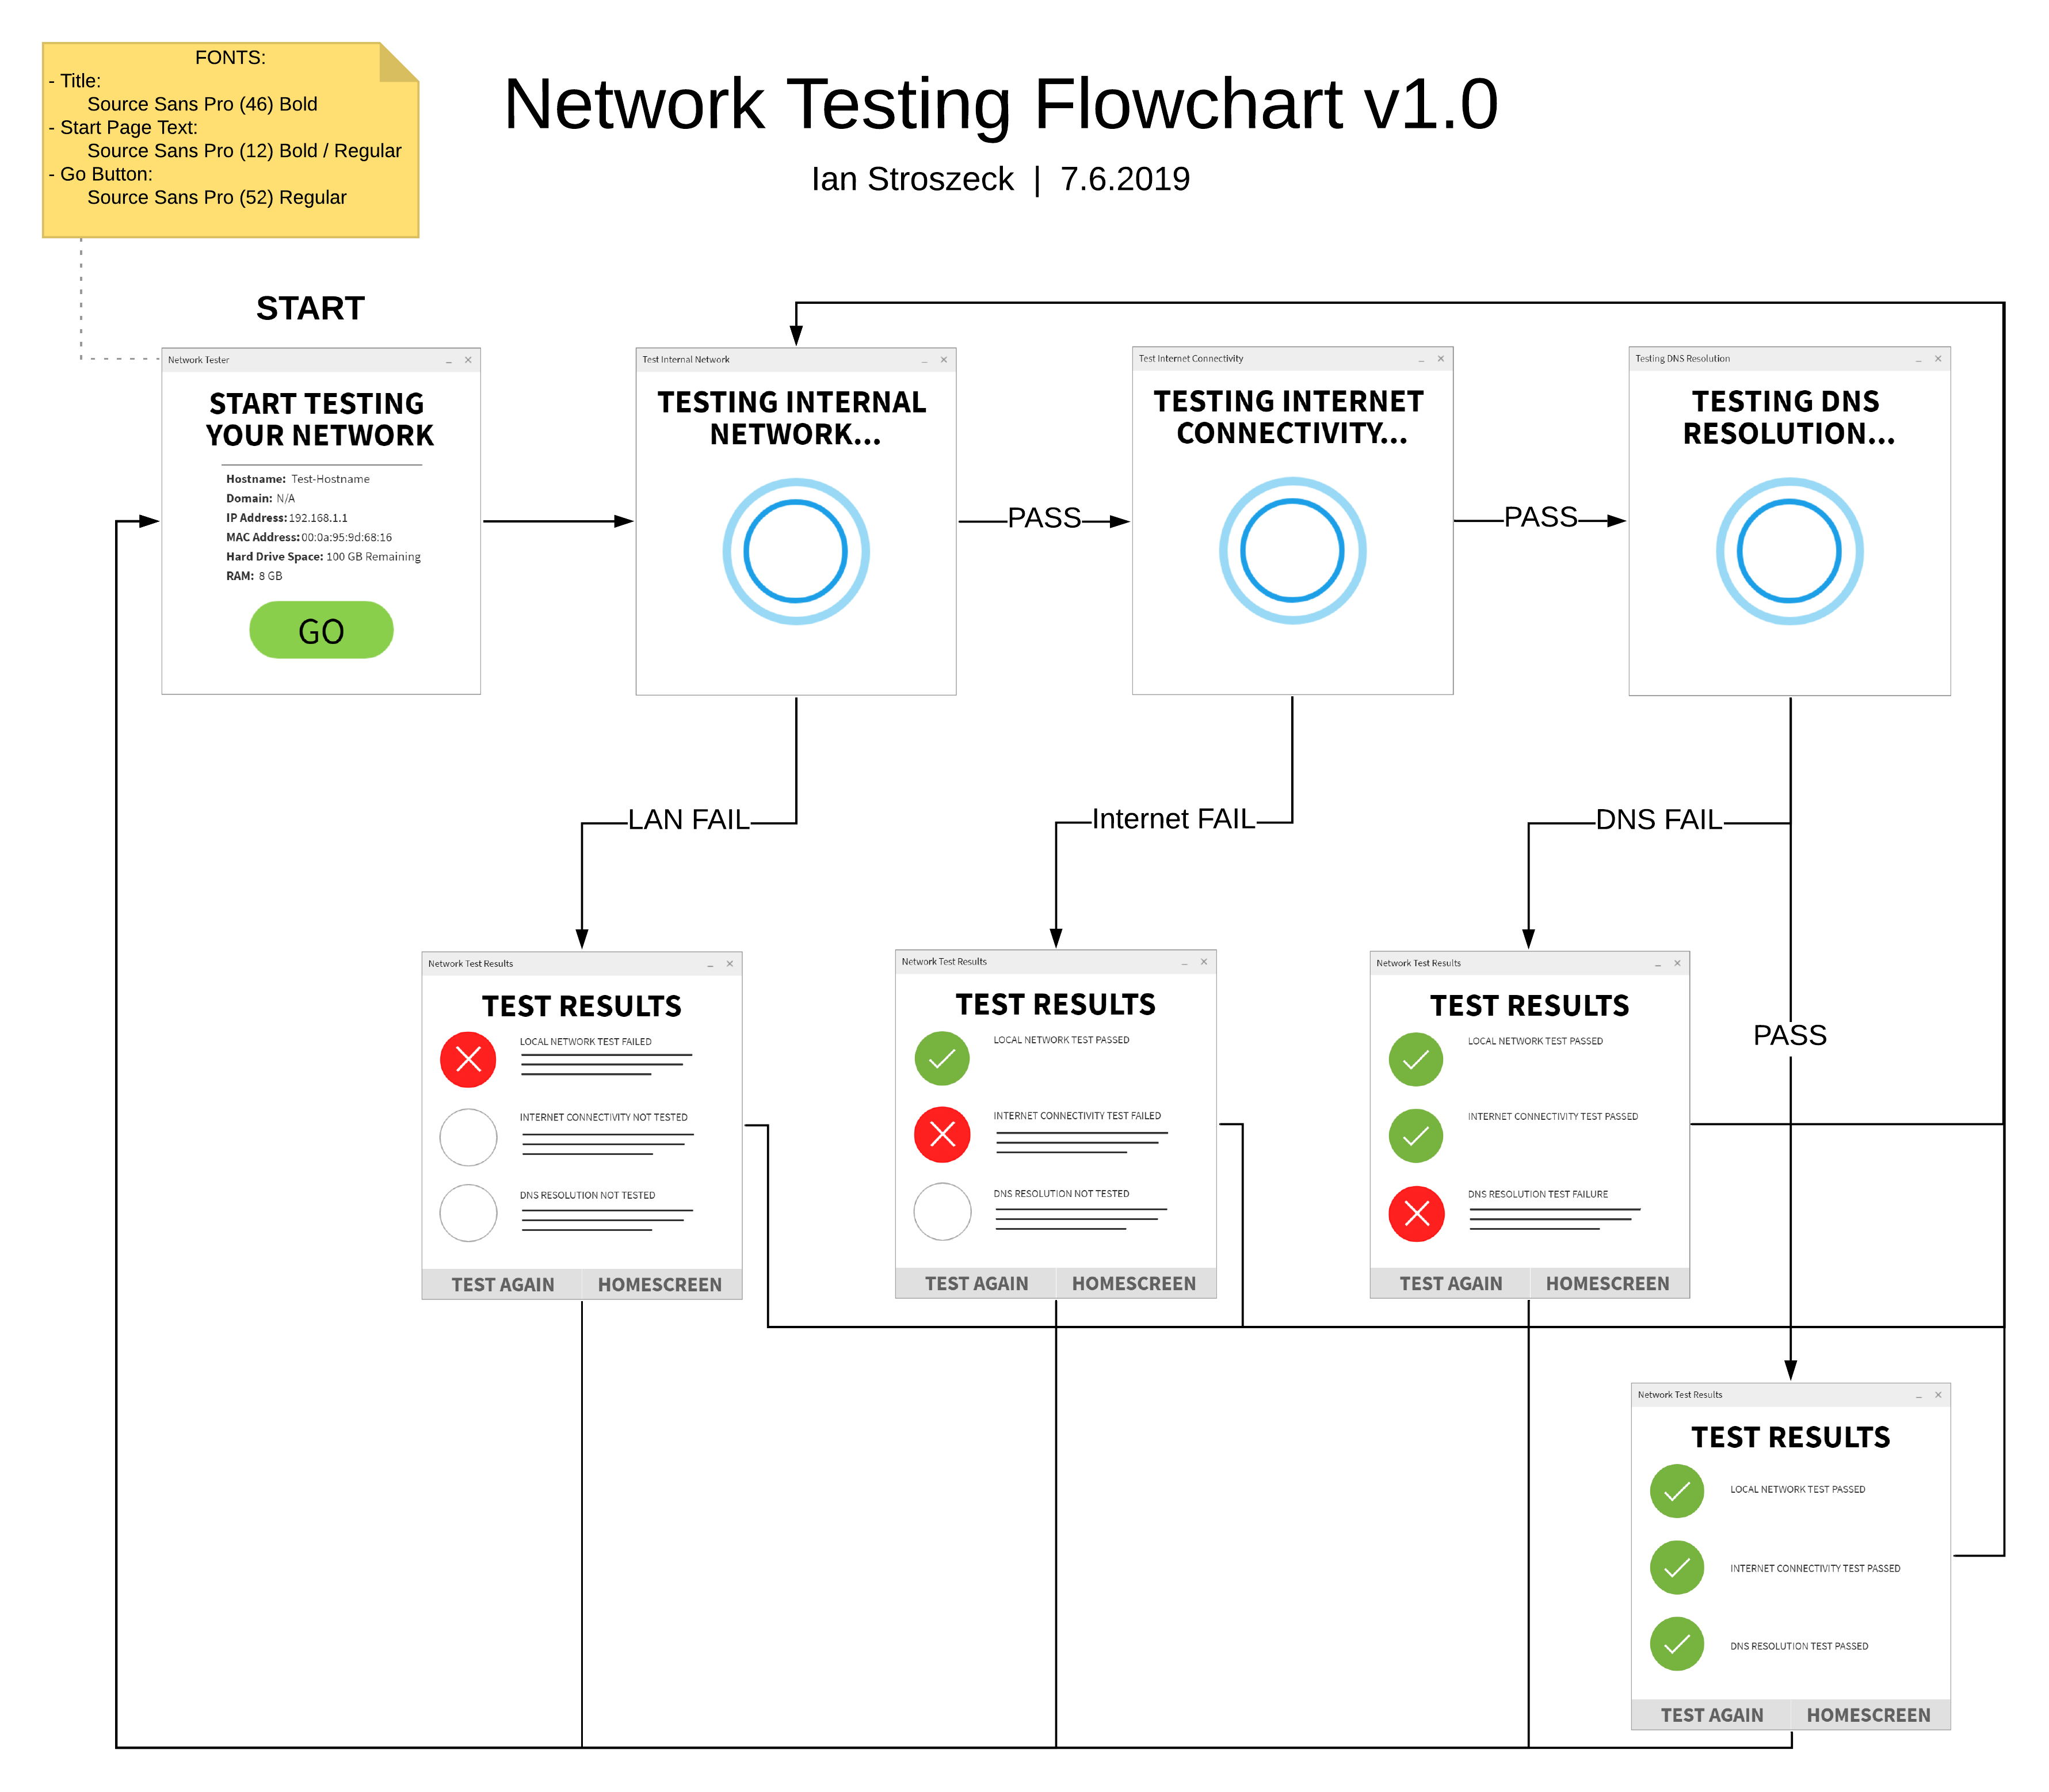 FONTS:
- Title:
Source Sans Pro (46) Bold
- Start Page Text:
Source Sans Pro (12) Bold / Regular
- Go Button:
Source Sans Pro (52) Regular
Network Testing Flowchart v1.0
Ian Stroszeck | 7.6.2019
START
Network Tester
START TESTING
YOUR NETWORK
Hostname: Test-Hostname
Domain: N/A
IP Address: 192.168.1.1
MAC Address: 00:0a:95:9d:68:16
Hard Drive Space: 100 GB Remaining
RAM: 8 GB
GO
Test Internal Network
TESTING INTERNAL
NETWORK...
PASS
Test Internet Connectivity
TESTING INTERNET
CONNECTIVITY...
PASS
Testing DNS Resolution
TESTING DNS
RESOLUTION...
LAN FAIL
Internet FAIL
DNS FAIL
PASS
Network Test Results
TEST RESULTS
LOCAL NETWORK TEST FAILED
INTERNET CONNECTIVITY NOT TESTED
DNS RESOLUTION NOT TESTED
TEST AGAIN
HOMESCREEN
Network Test Results
TEST RESULTS
LOCAL NETWORK TEST PASSED
INTERNET CONNECTIVITY TEST FAILED
DNS RESOLUTION NOT TESTED
TEST AGAIN
HOMESCREEN
Network Test Results
TEST RESULTS
LOCAL NETWORK TEST PASSED
INTERNET CONNECTIVITY TEST PASSED
DNS RESOLUTION TEST FAILURE
TEST AGAIN
HOMESCREEN
Network Test Results
TEST RESULTS
LOCAL NETWORK TEST PASSED
INTERNET CONNECTIVITY TEST PASSED
DNS RESOLUTION TEST PASSED
TEST AGAIN
HOMESCREEN